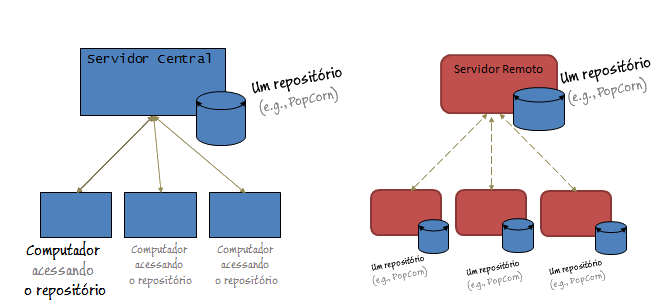 Servidor Central
Um repositório
(e.g., PopCorn)
Computador
acessando
o repositório
Computador
acessando
o repositório
Computador
acessando
o repositório
Servidor Remoto
Um repositório
(e.g., PopCorn)
Um repositório
(e.g., PopCorn)
Um repositório
(e.g., PopCorn)
Um repositório
(e.g., PopCorn)